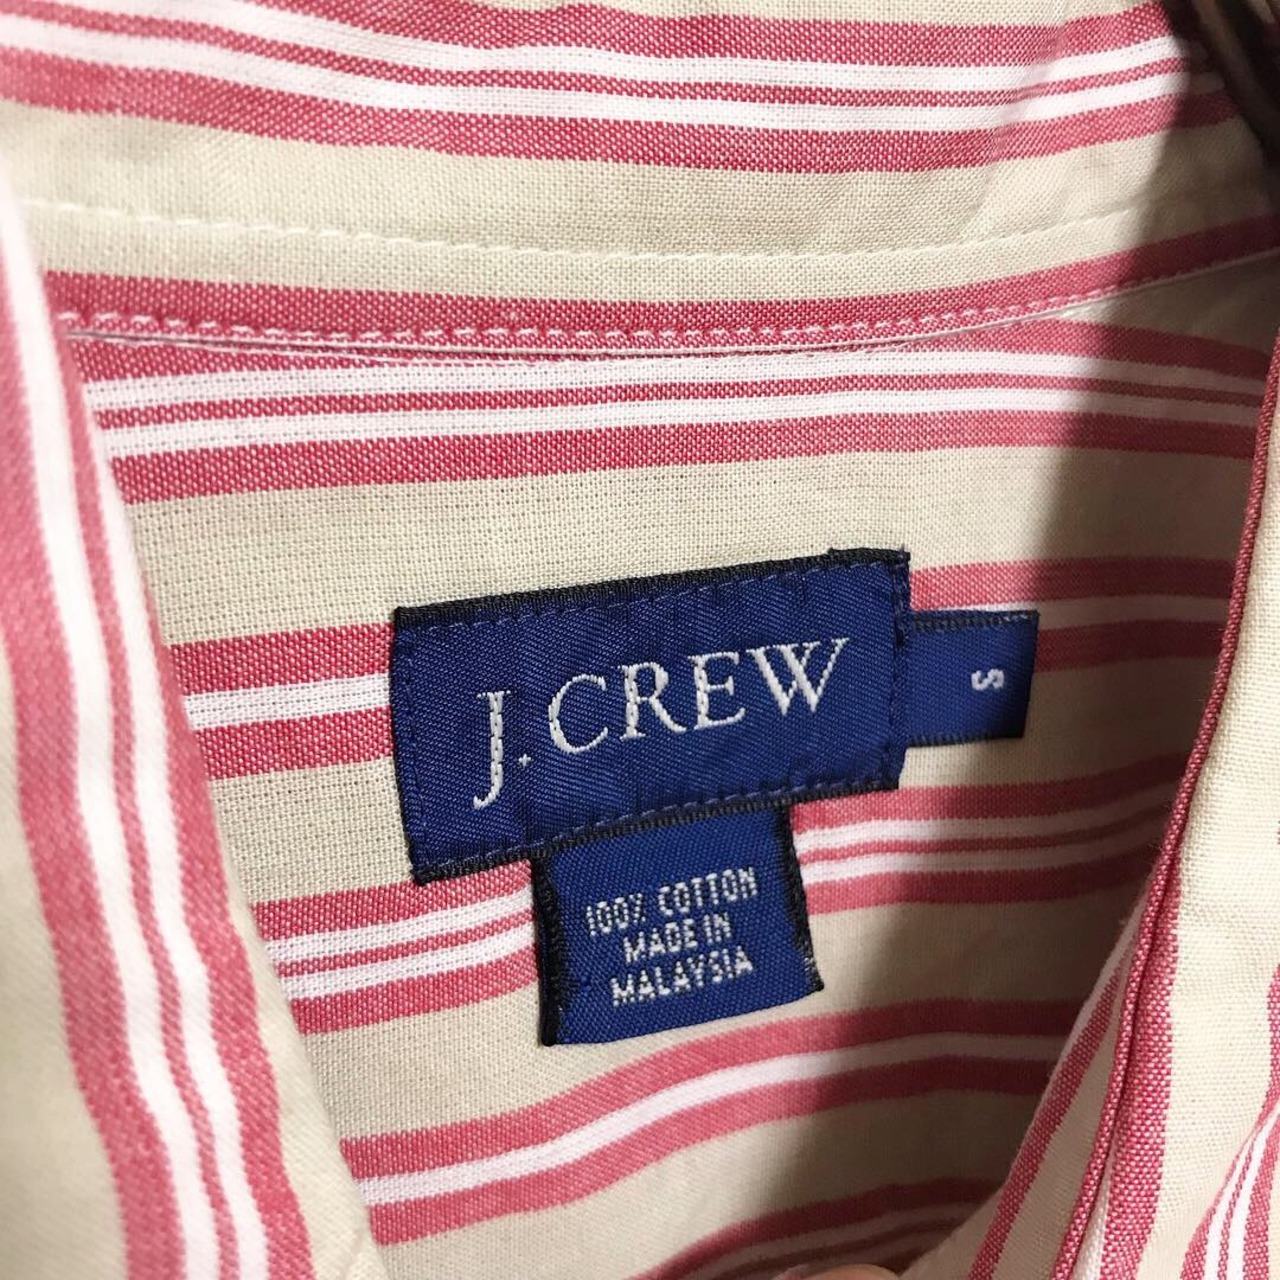 J.CREW
S
100% COTTON
MADE IN
MALAYSIA